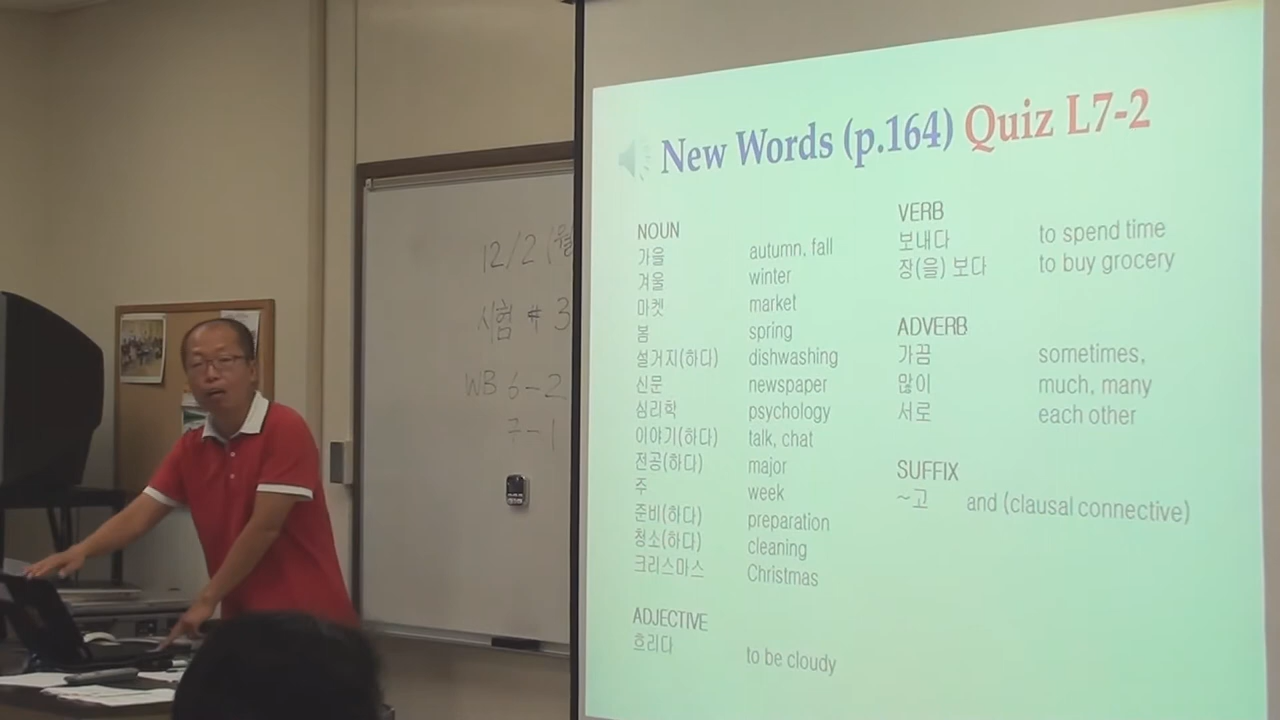 12/2 (월
시험 # 3
WB 6-2
7-1
New Words (p.164) Quiz L7-2
NOUN
가을 autumn, fall
겨울 winter
마켓 market
봄 spring
설거지(하다) dishwashing
신문 newspaper
심리학 psychology
이야기(하다) talk, chat
전공(하다) major
주 week
준비(하다) preparation
청소(하다) cleaning
크리스마스 Christmas
ADJECTIVE
흐리다 to be cloudy
VERB
보내다 to spend time
장(을) 보다 to buy grocery
ADVERB
가끔 sometimes,
많이 much, many
서로 each other
SUFFIX
~고 and (clausal connective)